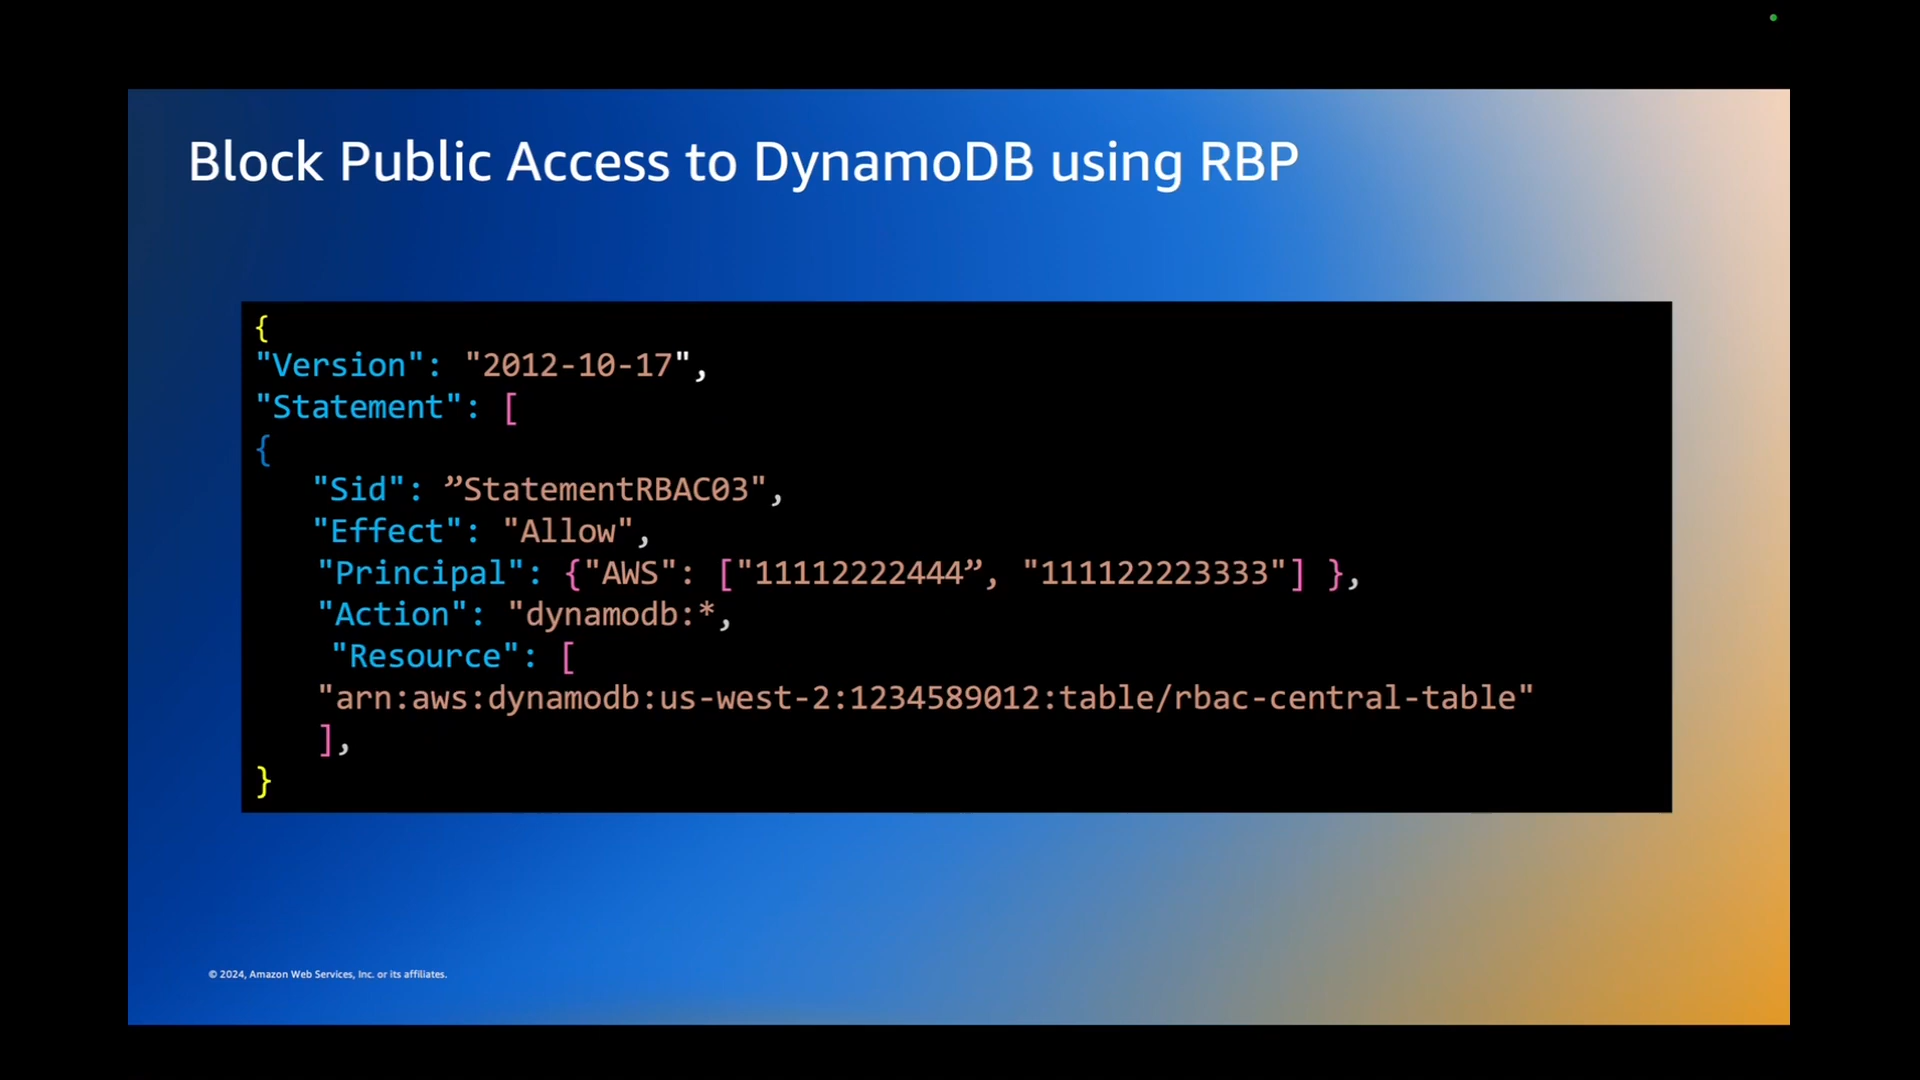 Block Public Access to DynamoDB using RBP
{
"Version": "2012-10-17",
"Statement": [
{
"Sid": ”StatementRBAC03",
"Effect": "Allow",
"Principal": {"AWS": ["11112222444”, "111122223333"] },
"Action": "dynamodb:*,
"Resource": [
"arn:aws:dynamodb:us-west-2:1234589012:table/rbac-central-table"
],
}
© 2024, Amazon Web Services, Inc. or its affiliates.